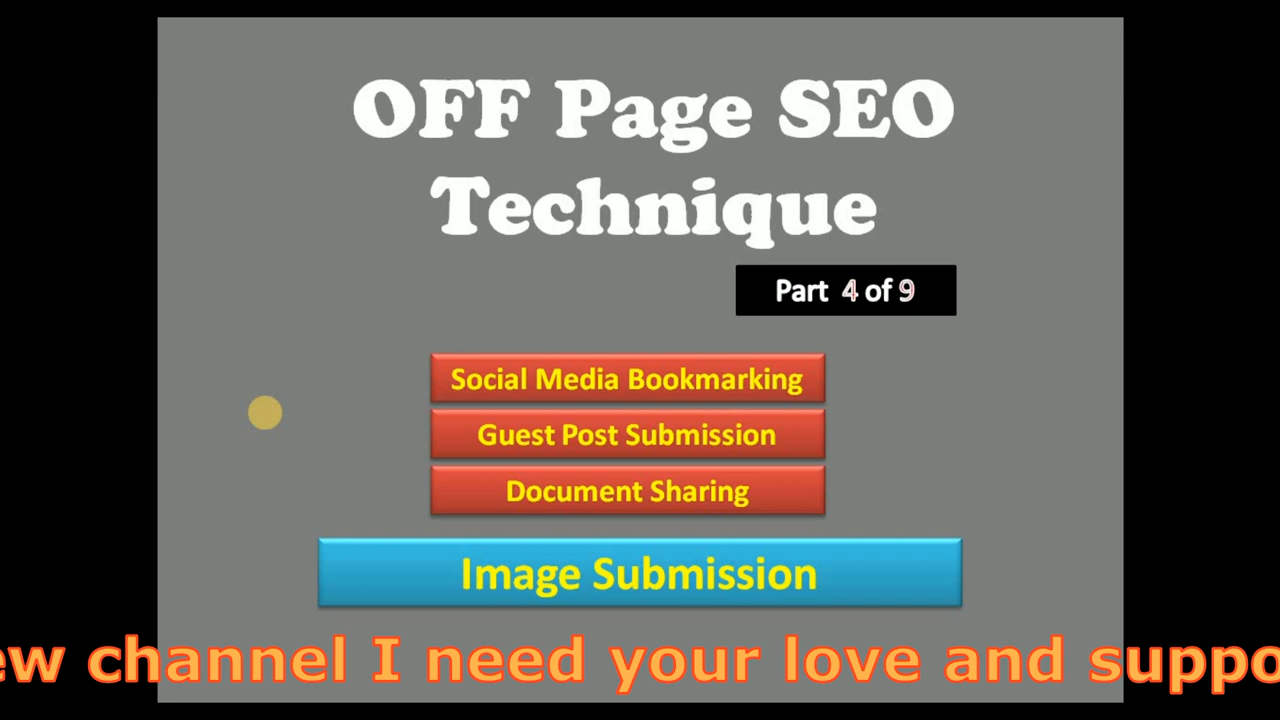 OFF Page SEO
Technique
Part 4 of 9
Social Media Bookmarking
Guest Post Submission
Document Sharing
Image Submission
channel I need your love and